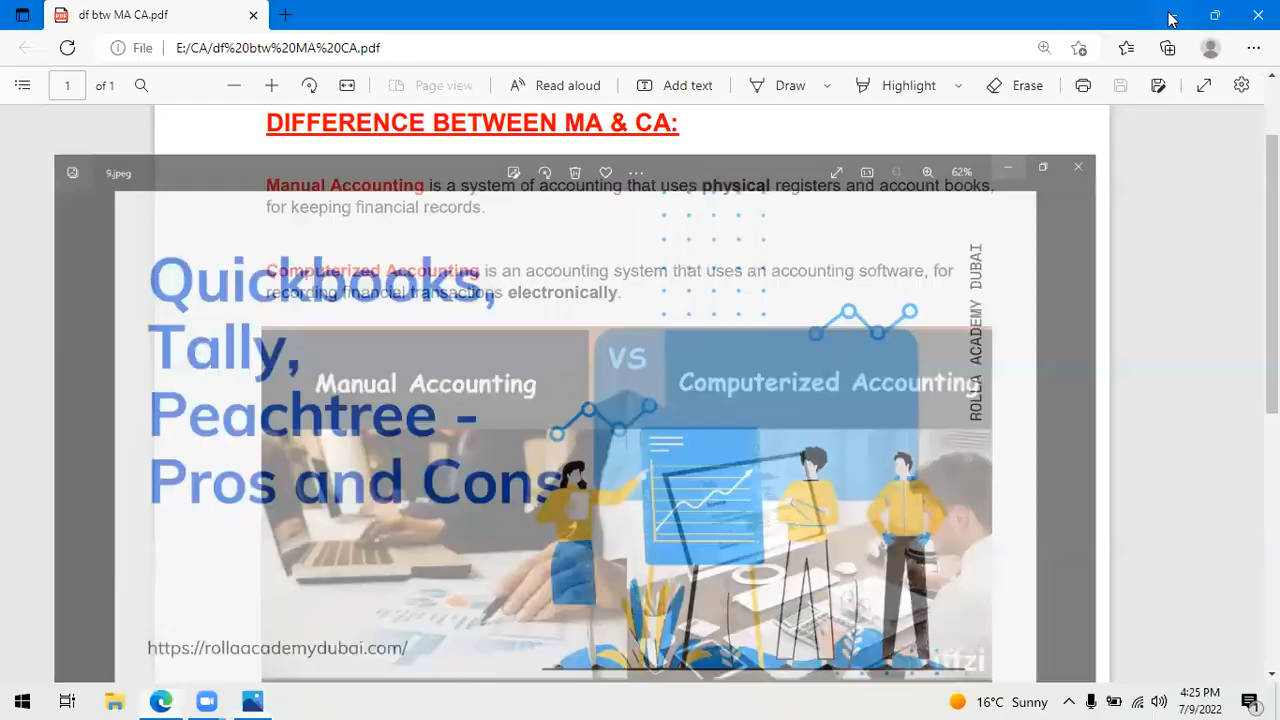 df btw MA CA.pdf
File
E:/CA/df%20btw%20MA%20CA.pdf
1
of 1
Page view
Read aloud
Add text
Draw
Highlight
Erase
DIFFERENCE BETWEEN MA & CA:
9.jpeg
62%
Manual Accounting is a system of accounting that uses physical registers and account books,
for keeping financial records.
Computerized Accounting is an accounting system that uses an accounting software, for
recording financial transactions electronically.
Quickbooks,
Tally,
Peachtree -
Pros and Cons
ROLLA ACADEMY DUBAI
Manual Accounting
VS
Computerized Accounting
https://rollaacademydubai.com/
16°C Sunny
4:25 PM
7/9/2022
1